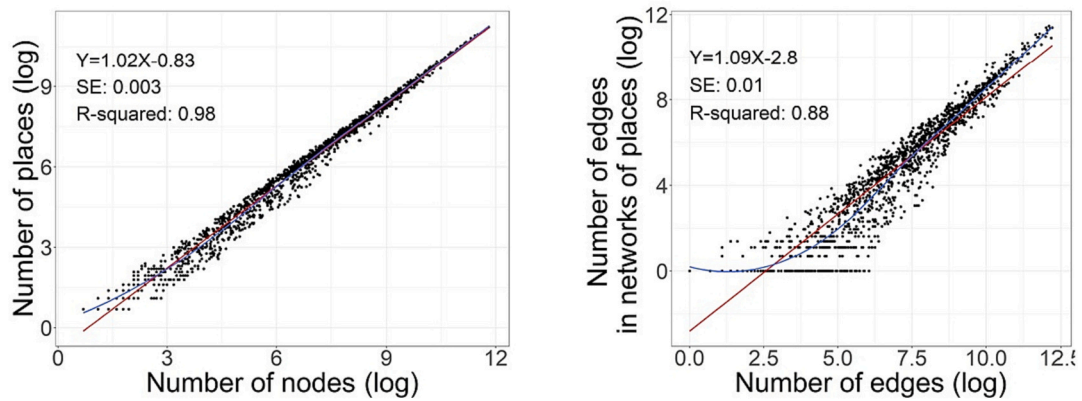 Number of places (log)
9
6
3
0
Y=1.02X-0.83
SE: 0.003
R-squared: 0.98
0 3 6 9 12
Number of nodes (log)
Number of edges
in networks of places (log)
12
8
4
0
Y=1.09X-2.8
SE: 0.01
R-squared: 0.88
0.0 2.5 5.0 7.5 10.0 12.5
Number of edges (log)